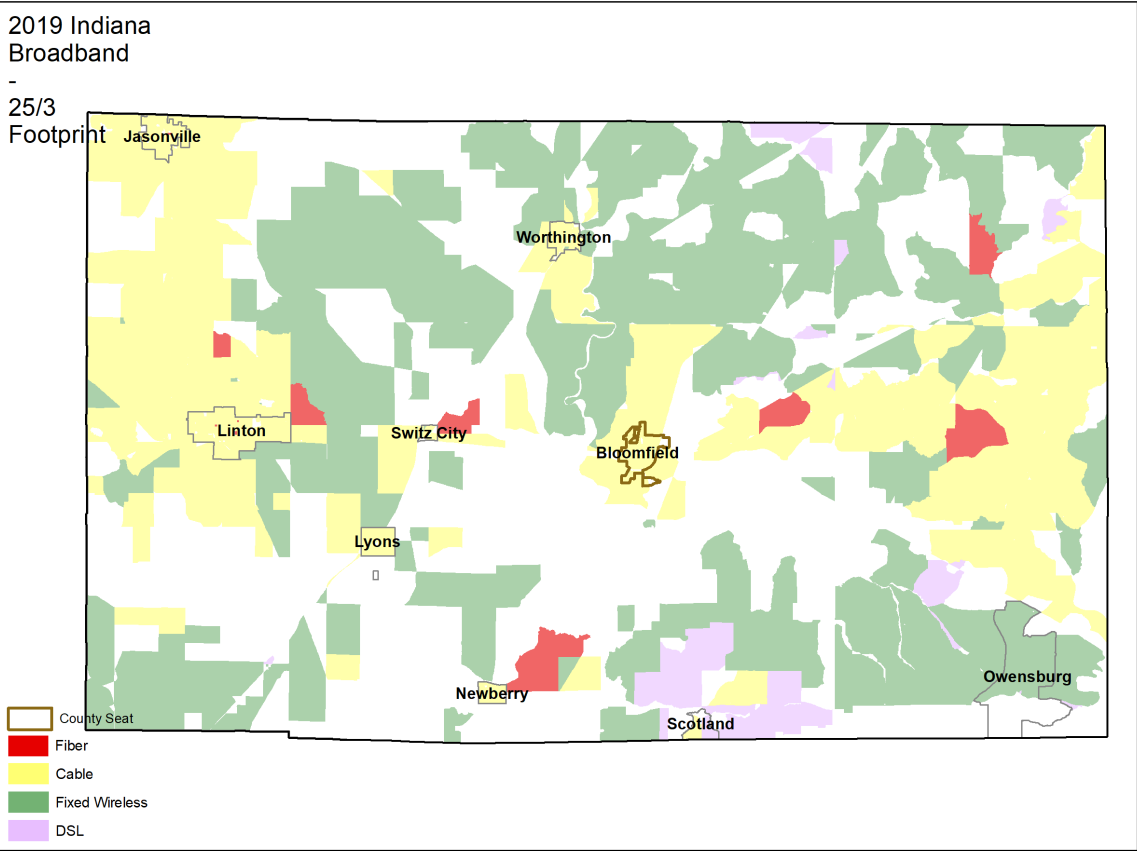 2019 Indiana
Broadband
-
25/3
Footprint
Jasonville
Worthington
Linton
Switz City
Bloomfield
Lyons
Owensburg
Newberry
Scotland
County Seat
Fiber
Cable
Fixed Wireless
DSL